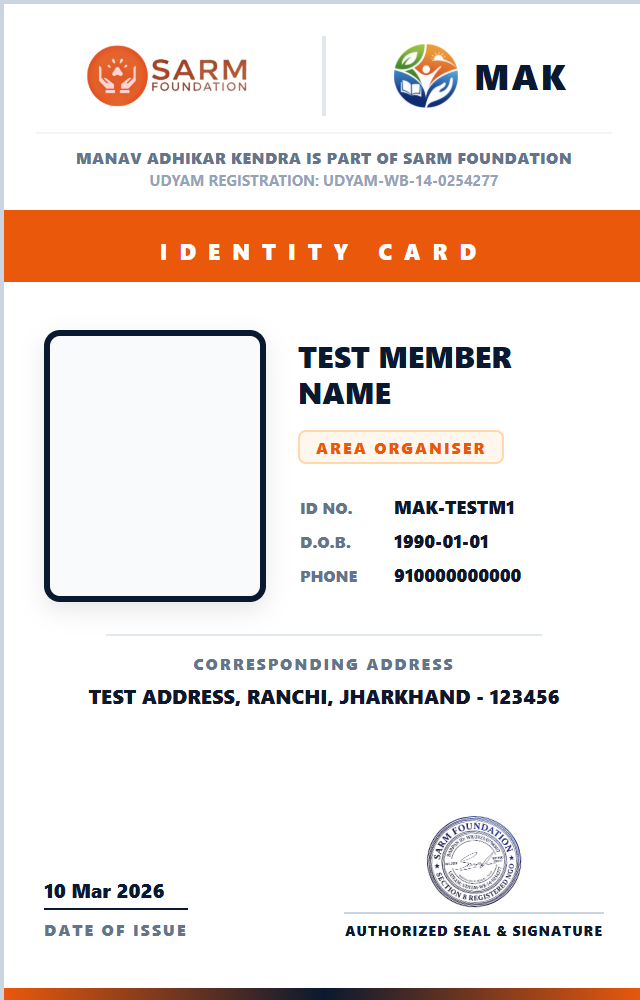 SARM
FOUNDATION
MAK
MANAV ADHIKAR KENDRA IS PART OF SARM FOUNDATION
UDYAM REGISTRATION: UDYAM-WB-14-0254277
IDENTITY CARD
TEST MEMBER
NAME
AREA ORGANISER
ID NO. MAK-TESTM1
D.O.B. 1990-01-01
PHONE 910000000000
CORRESPONDING ADDRESS
TEST ADDRESS, RANCHI, JHARKHAND - 123456
SARM FOUNDATION
SECTION 8 REGISTERED NGO
10 Mar 2026
DATE OF ISSUE
AUTHORIZED SEAL & SIGNATURE